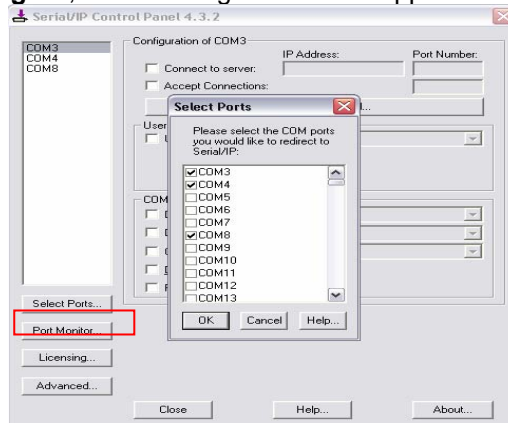 Serial/IP Control Panel 4.3.2
COM3
COM4
COM8
Configuration of COM3
IP Address:
Port Number:
Connect to server:
Accept Connections:
Select Ports
Please select the COM ports
you would like to redirect to
Serial/IP:
COM3
COM4
COM5
COM6
COM7
COM8
COM9
COM10
COM11
COM12
COM13
OK
Cancel
Help...
User
COM
Select Ports...
Port Monitor...
Licensing...
Advanced...
Close
Help...
About...